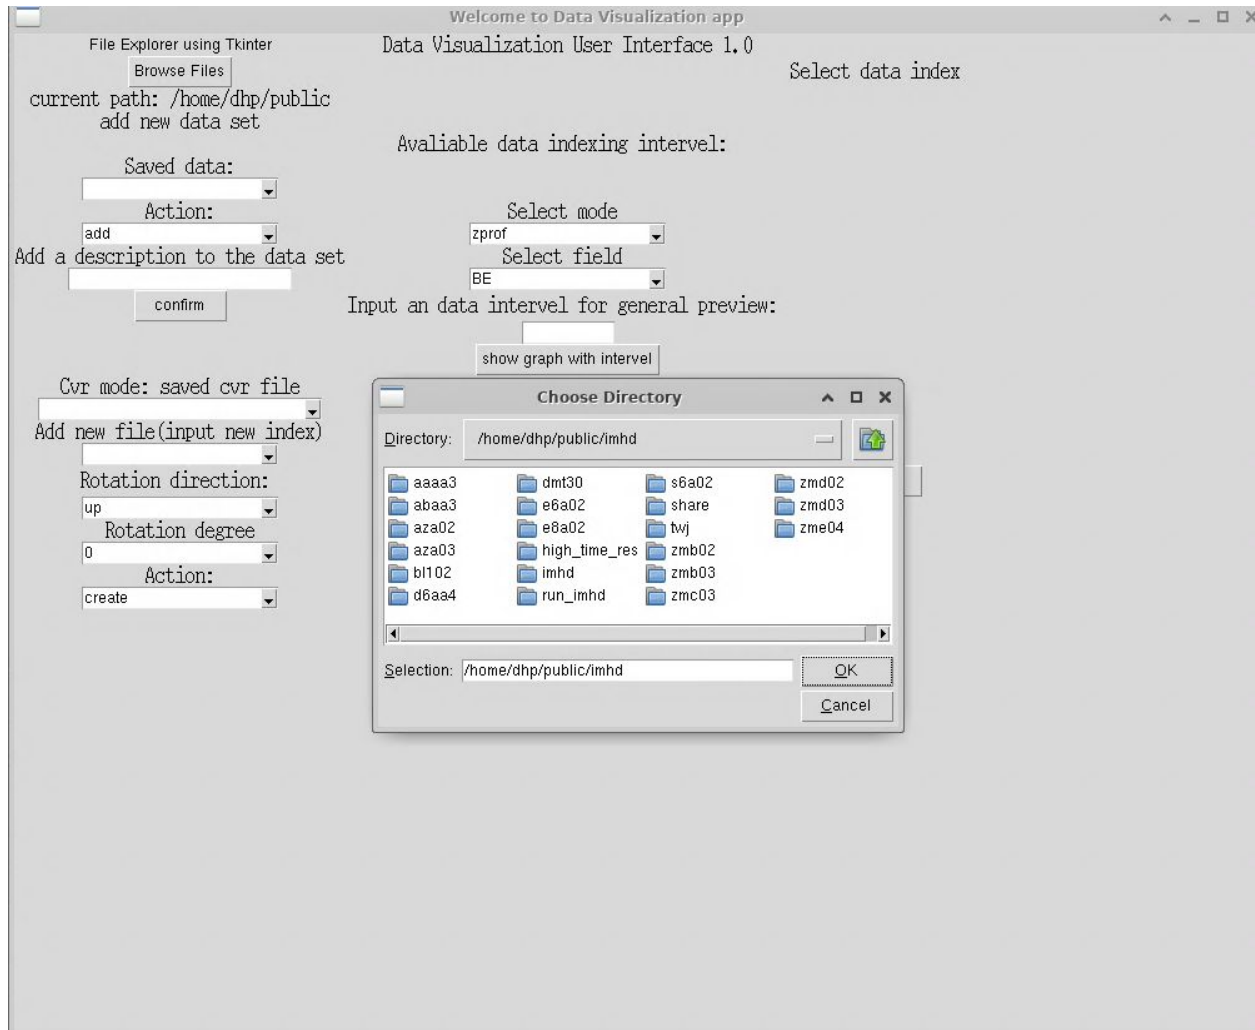 Welcome to Data Visualization app
File Explorer using Tkinter
Browse Files
current path: /home/dhp/public
add new data set
Saved data:
Action:
add
Add a description to the data set
confirm
Cvr mode: saved cvr file
Add new file(input new index)
Rotation direction:
up
Rotation degree
0
Action:
create
Data Visualization User Interface 1.0
Avaliable data indexing intervel:
Select mode
zprof
Select field
BE
Input an data intervel for general preview:
show graph with intervel
Select data index
Choose Directory
Directory: /home/dhp/public/imhd
aaaa3
abaa3
aza02
aza03
bl102
d6aa4
dmt30
e6a02
e8a02
high_time_res
imhd
run_imhd
s6a02
share
twj
zmb02
zmb03
zmc03
zmd02
zmd03
zme04
Selection: /home/dhp/public/imhd
OK
Cancel